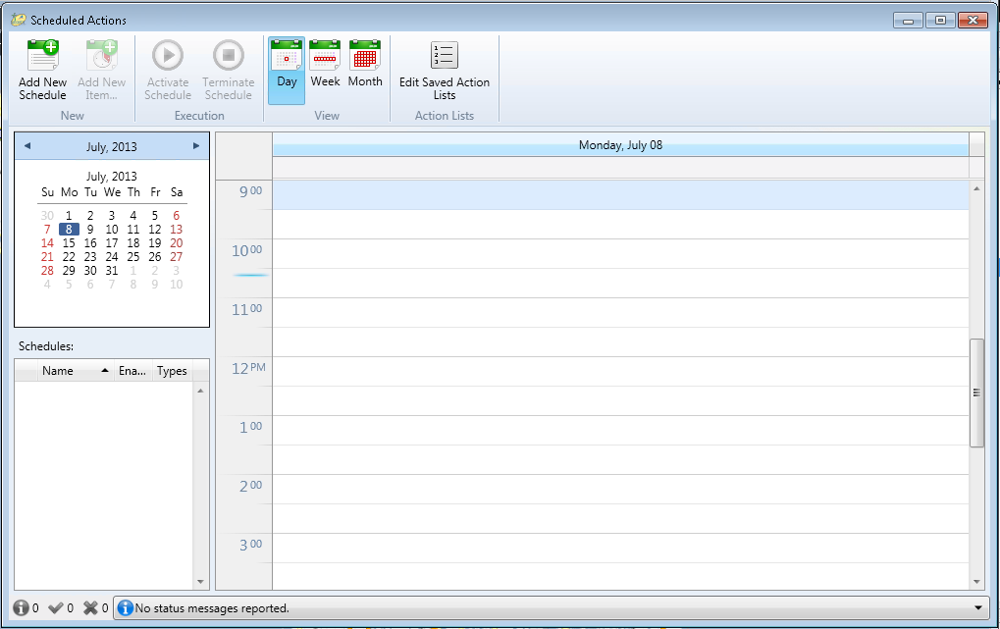 Scheduled Actions
Add New Schedule
Add New Item...
Activate Schedule
Terminate Schedule
Day
Week
Month
Edit Saved Action Lists
New
Execution
View
Action Lists
July, 2013
July, 2013
Su Mo Tu We Th Fr Sa
30 1 2 3 4 5 6
7 8 9 10 11 12 13
14 15 16 17 18 19 20
21 22 23 24 25 26 27
28 29 30 31 1 2 3
4 5 6 7 8 9 10
Schedules:
Name Ena... Types
Monday, July 08
9 00
10 00
11 00
12 PM
1 00
2 00
3 00
0 0 0 No status messages reported.